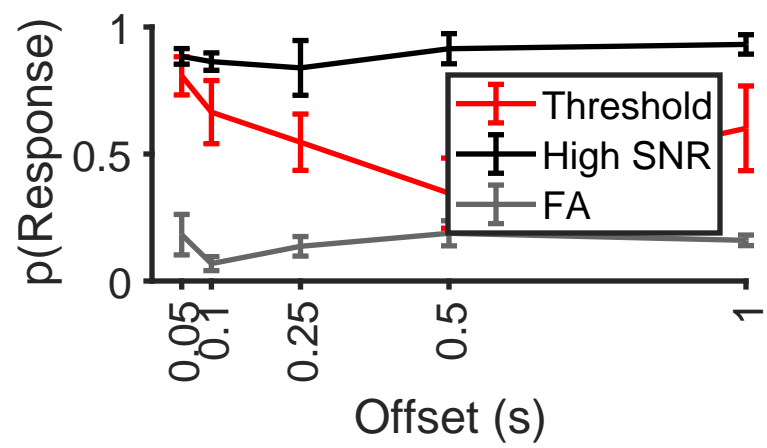 p(Response)
1
0.5
0
Threshold
High SNR
FA
0.05
0.1
0.25
0.5
1
Offset (s)